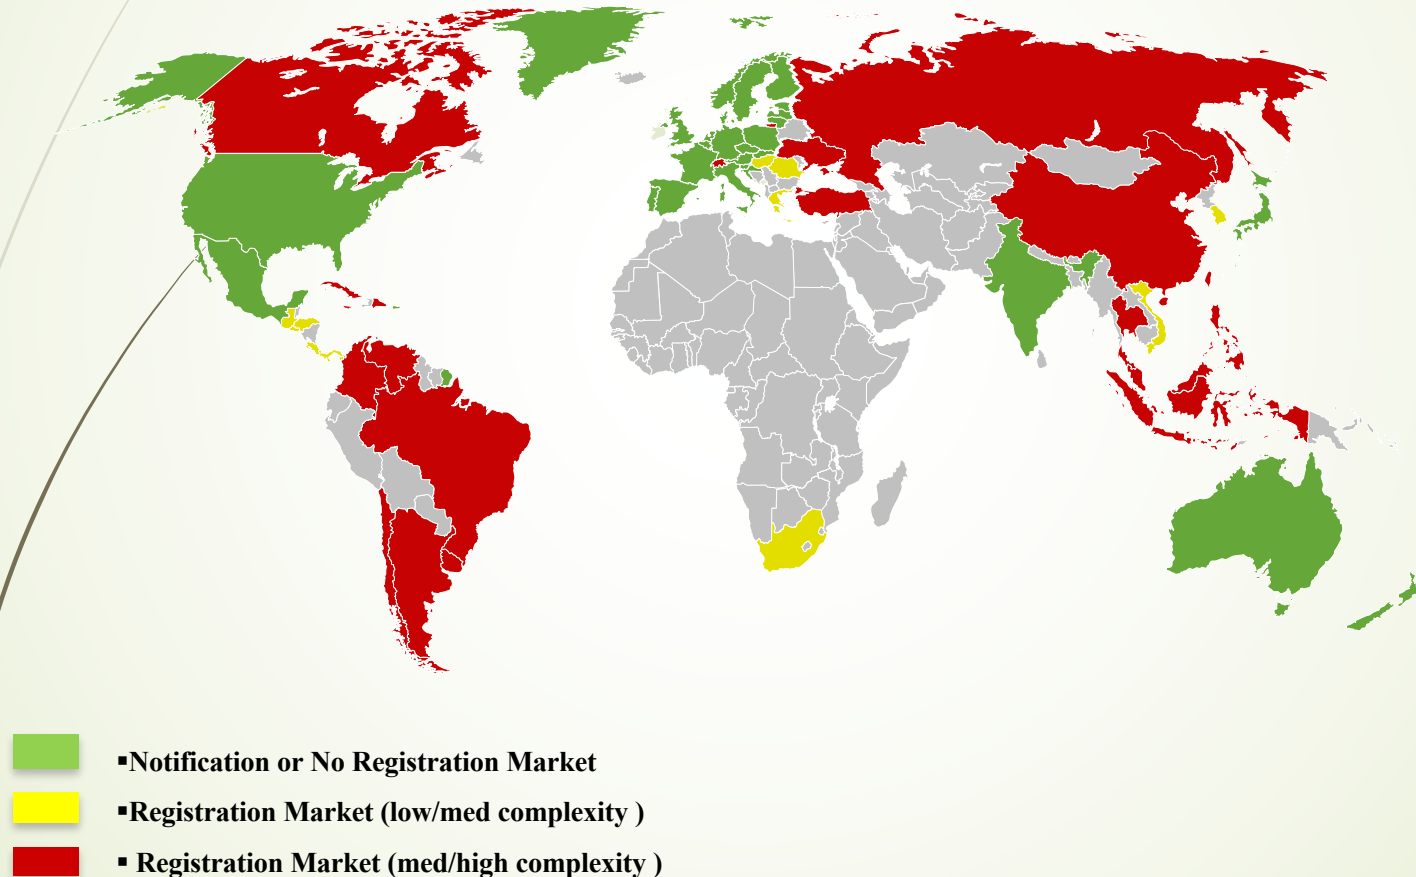 ▪Notification or No Registration Market
▪Registration Market (low/med complexity )
▪ Registration Market (med/high complexity )